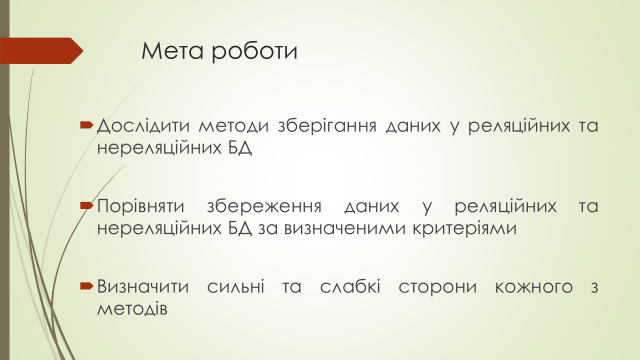 Мета роботи
Дослідити методи зберігання даних у реляційних та
нереляційних БД
Порівняти збереження даних у реляційних та
нереляційних БД за визначеними критеріями
Визначити сильні та слабкі сторони кожного з
методів